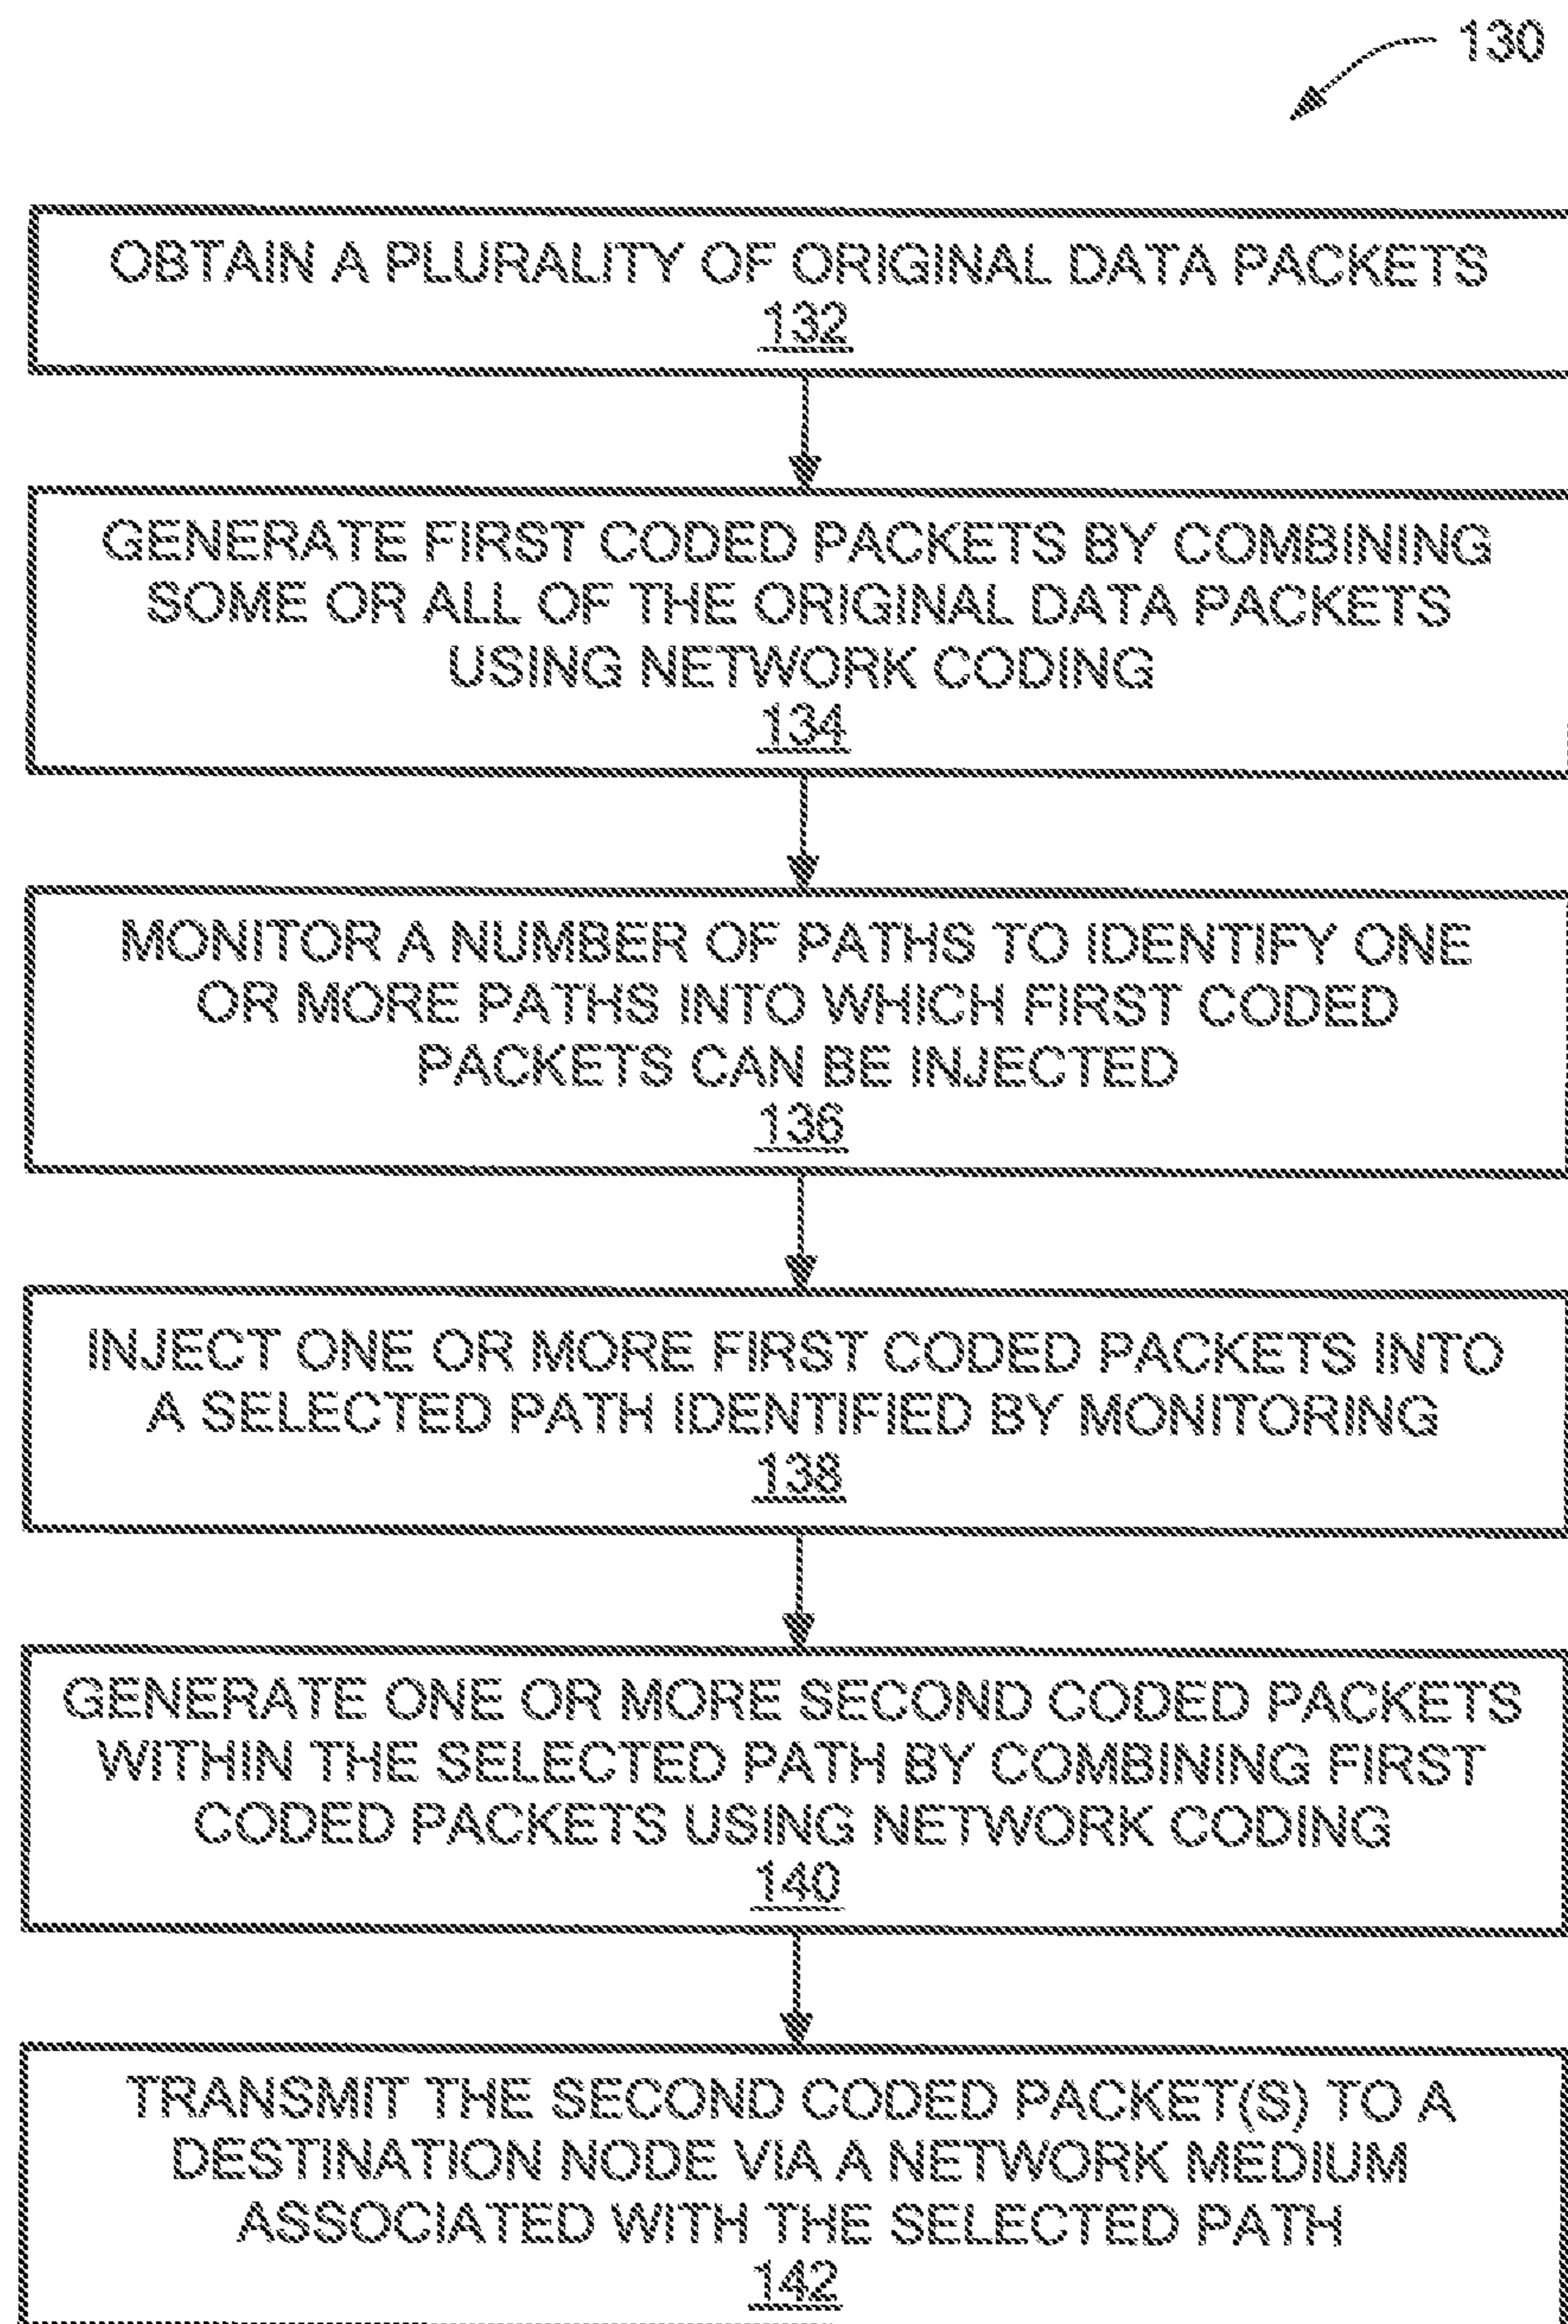 130
OBTAIN A PLURALITY OF ORIGINAL DATA PACKETS
132
GENERATE FIRST CODED PACKETS BY COMBINING
SOME OR ALL OF THE ORIGINAL DATA PACKETS
USING NETWORK CODING
134
MONITOR A NUMBER OF PATHS TO IDENTIFY ONE
OR MORE PATHS INTO WHICH FIRST CODED
PACKETS CAN BE INJECTED
136
INJECT ONE OR MORE FIRST CODED PACKETS INTO
A SELECTED PATH IDENTIFIED BY MONITORING
138
GENERATE ONE OR MORE SECOND CODED PACKETS
WITHIN THE SELECTED PATH BY COMBINING FIRST
CODED PACKETS USING NETWORK CODING
140
TRANSMIT THE SECOND CODED PACKET(S) TO A
DESTINATION NODE VIA A NETWORK MEDIUM
ASSOCIATED WITH THE SELECTED PATH
142